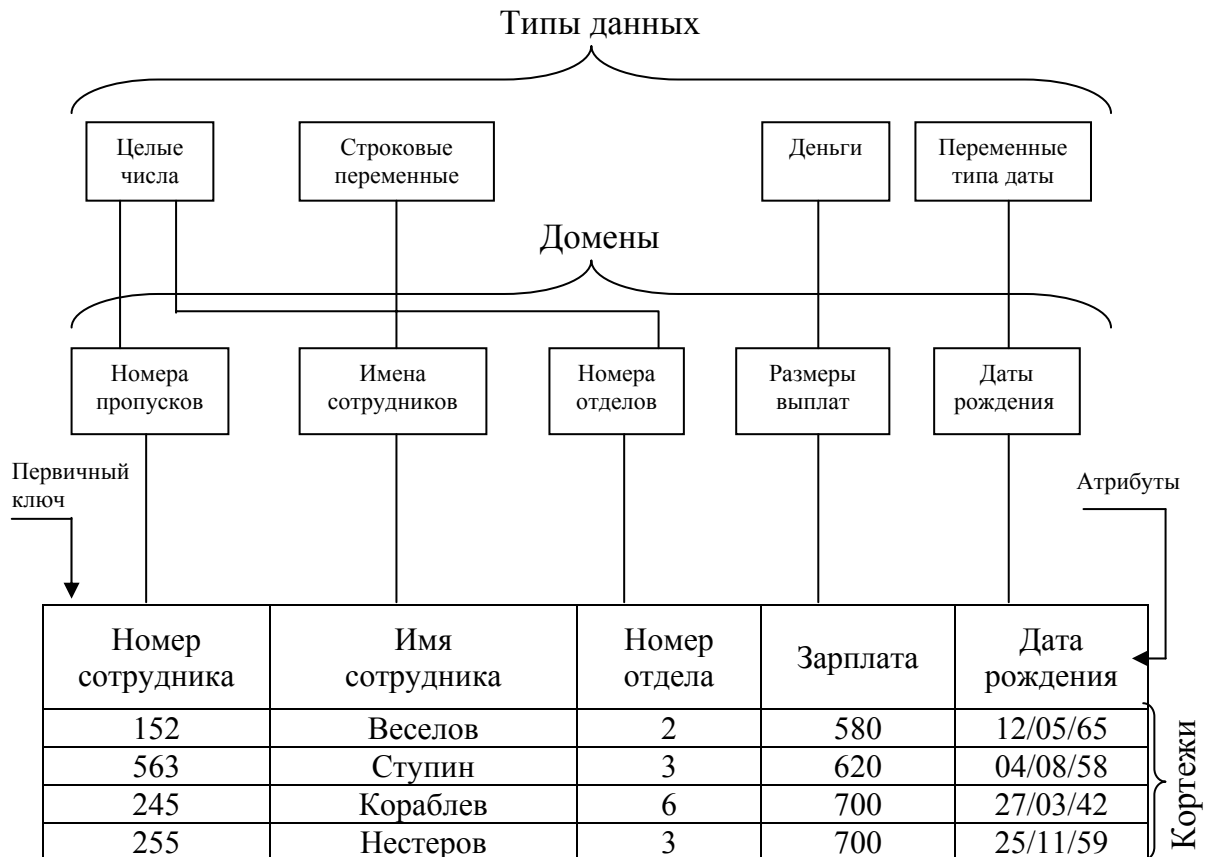 Типы данных
Целые
числа
Строковые
переменные
Деньги
Переменные
типа даты
Домены
Номера
пропусков
Имена
сотрудников
Номера
отделов
Размеры
выплат
Даты
рождения
Первичный
ключ
Атрибуты
Номер
сотрудника
Имя
сотрудника
Номер
отдела
Зарплата
Дата
рождения
152 Веселов 2 580 12/05/65
563 Ступин 3 620 04/08/58
245 Кораблев 6 700 27/03/42
255 Нестеров 3 700 25/11/59
Кортежи